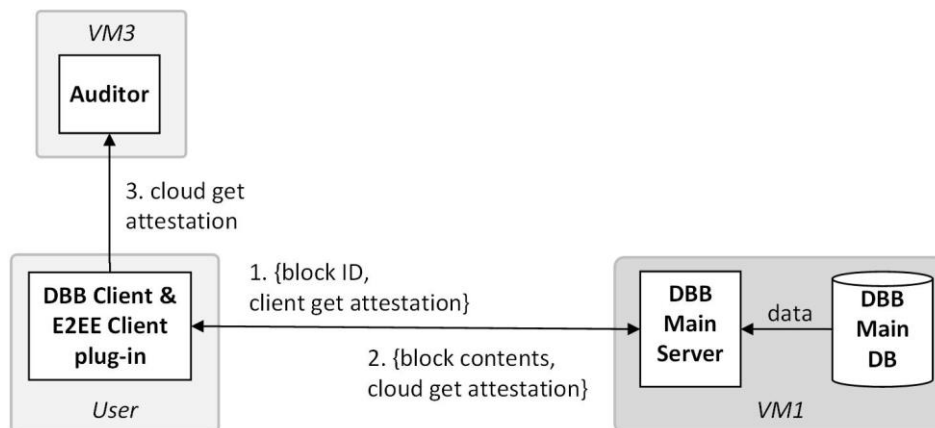 VM3
Auditor
3. cloud get
attestation
1. {block ID,
client get attestation}
DBB Client &
E2EE Client
plug-in
User
2. {block contents,
cloud get attestation}
DBB
Main
Server
data
DBB
Main
DB
VM1